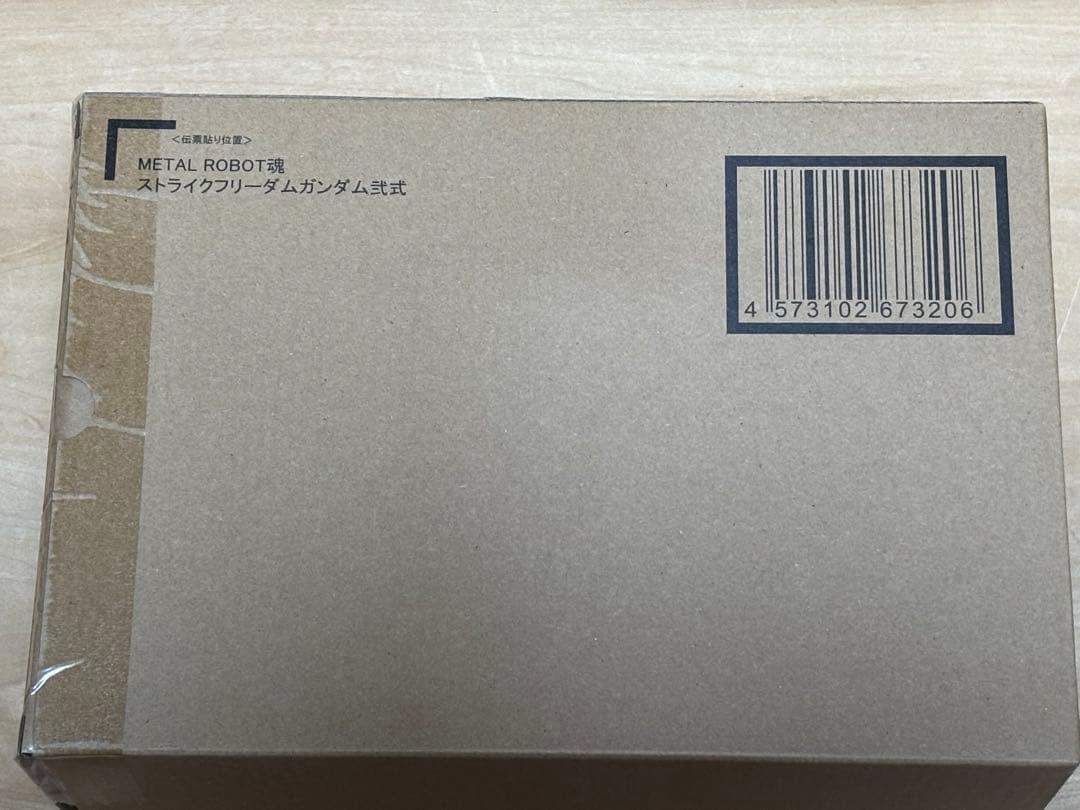 ＜伝票貼り位置＞
METAL ROBOT魂
ストライクフリーダムガンダム弐式
4 573102 673206